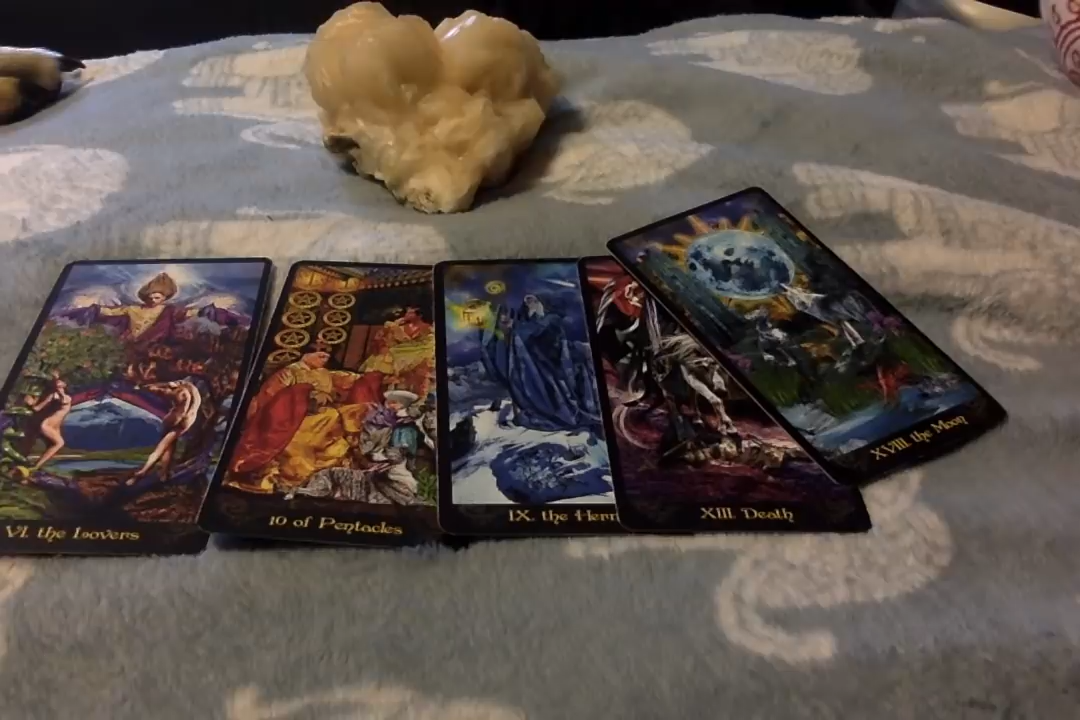 VI. the Lovers
10 of Pentacles
IX. the Herm
XIII. Death
XVIII. the Moon